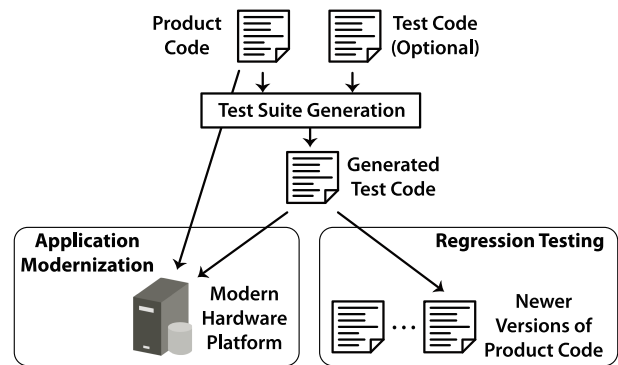 Product
Code
Test Code
(Optional)
Test Suite Generation
Generated
Test Code
Application
Modernization
Modern
Hardware
Platform
Regression Testing
...
Newer
Versions of
Product Code